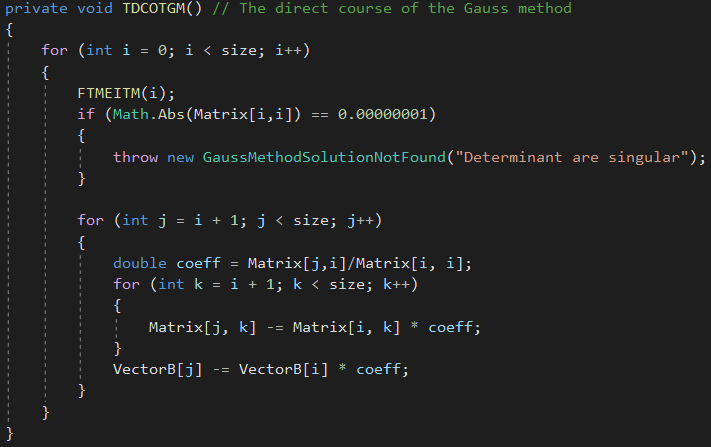 private void TDCOTGM() // The direct course of the Gauss method
{
for (int i = 0; i < size; i++)
{
FTMEITM(i);
if (Math.Abs(Matrix[i,i]) == 0.00000001)
{
throw new GaussMethodSolutionNotFound("Determinant are singular");
}
for (int j = i + 1; j < size; j++)
{
double coeff = Matrix[j,i]/Matrix[i, i];
for (int k = i + 1; k < size; k++)
{
Matrix[j, k] -= Matrix[i, k] * coeff;
}
VectorB[j] -= VectorB[i] * coeff;
}
}
}